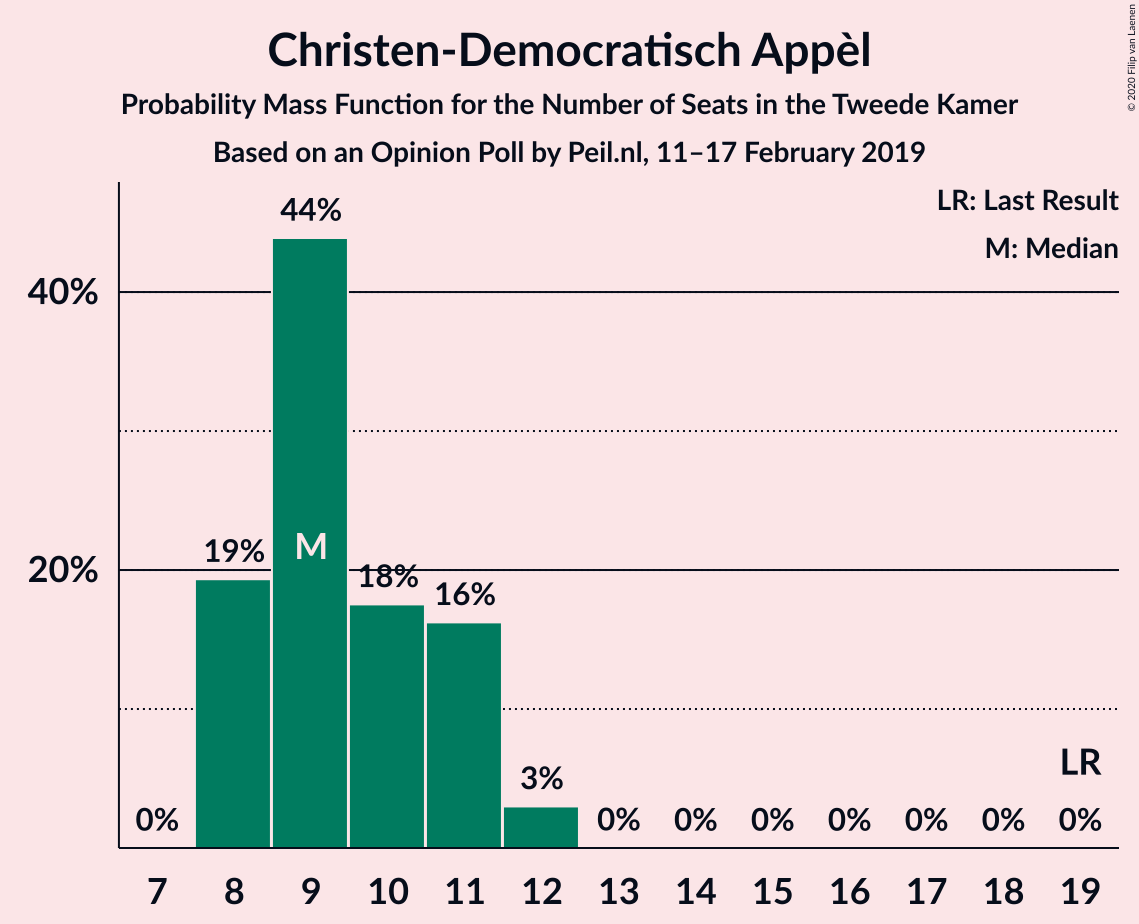 Christen-Democratisch Appèl
Probability Mass Function for the Number of Seats in the Tweede Kamer
Based on an Opinion Poll by Peil.nl, 11–17 February 2019
© 2020 Filip van Laenen
LR: Last Result
M: Median
44%
40%
20%
19%
M
18%
16%
3%
LR
0%
0% 0% 0% 0% 0% 0% 0%
7 8 9 10 11 12 13 14 15 16 17 18 19